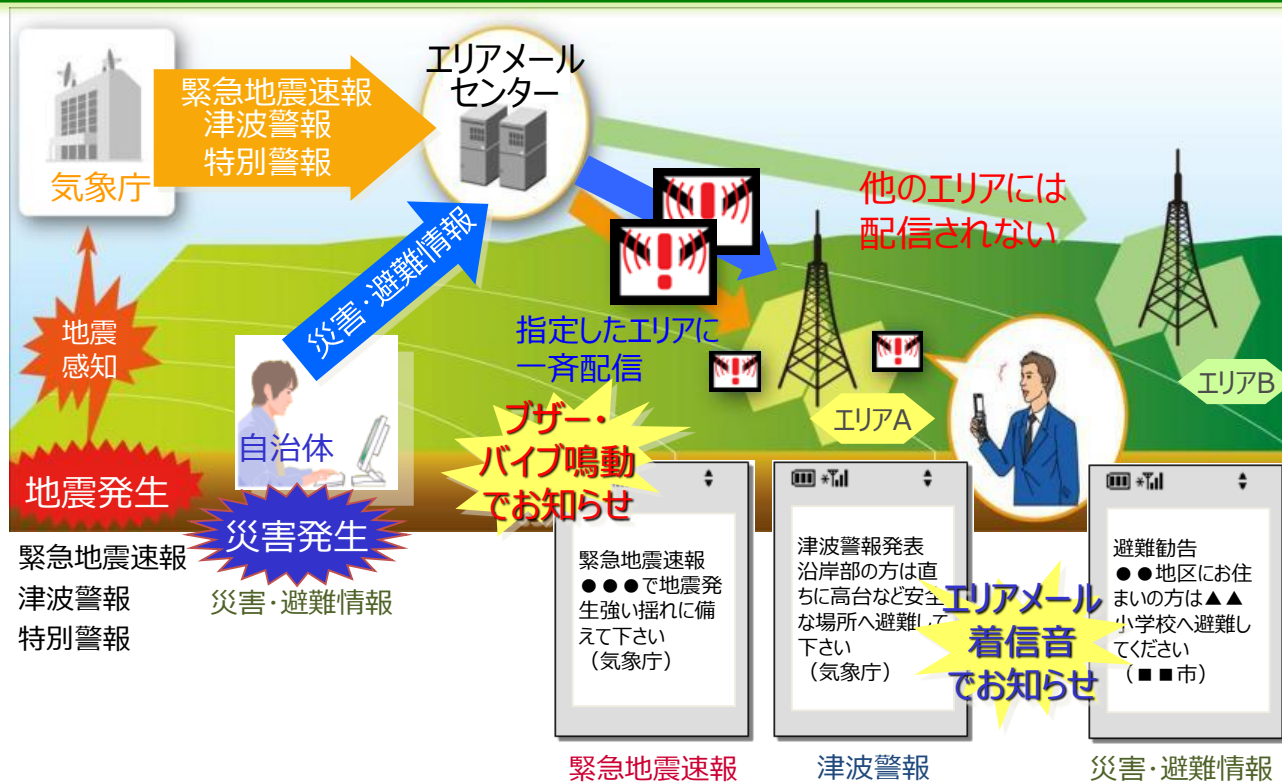 気象庁
緊急地震速報
津波警報
特別警報
エリアメール
センター
災害・避難情報
他のエリアには
配信されない
指定したエリアに
一斉配信
エリアA
エリアB
地震
感知
地震発生
自治体
災害発生
緊急地震速報
津波警報
特別警報
災害・避難情報
ブザー・
バイブ鳴動
でお知らせ
緊急地震速報
●●●で地震発
生強い揺れに備
えて下さい
（気象庁）
緊急地震速報
津波警報発表
沿岸部の方は直
ちに高台など安全
な場所へ避難して
下さい
（気象庁）
津波警報
エリアメール
着信音
でお知らせ
避難勧告
●●地区にお住
まいの方は▲▲
小学校へ避難し
てください
（■■市）
災害・避難情報